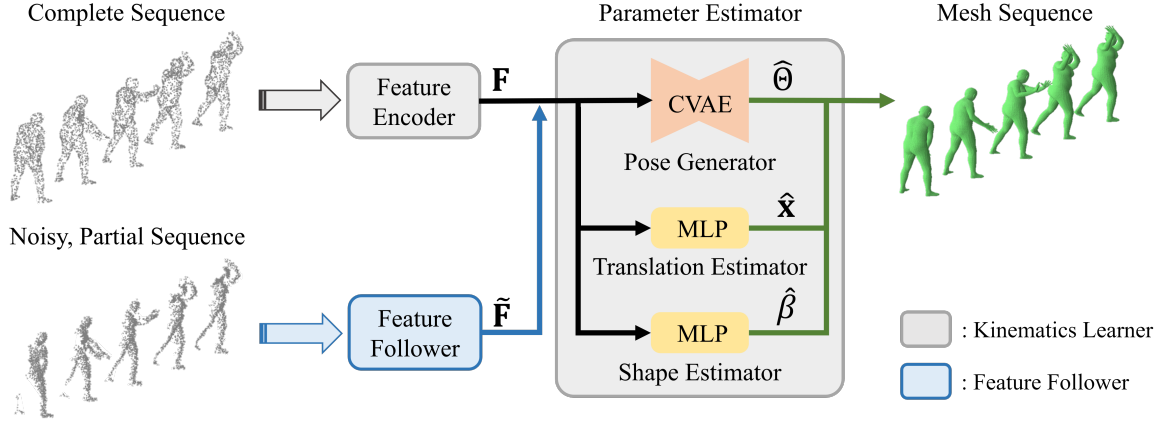 Complete Sequence
Parameter Estimator
Mesh Sequence
Feature
Encoder
F
CVAE
Θ̂
Pose Generator
Noisy, Partial Sequence
MLP
x̂
Translation Estimator
Feature
Follower
F̃
MLP
β̂
Shape Estimator
: Kinematics Learner
: Feature Follower